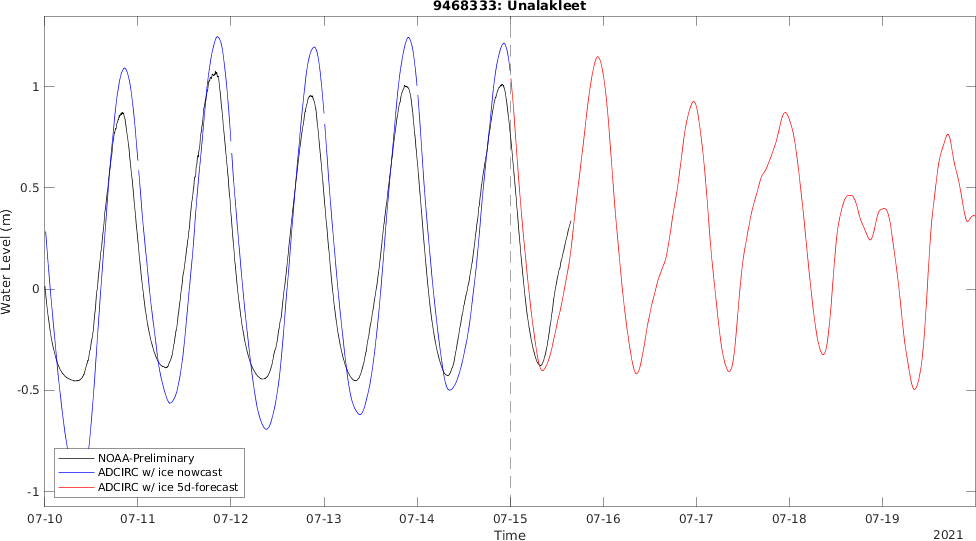 9468333: Unalakleet
Water Level (m)
1
0.5
0
-0.5
-1
NOAA-Preliminary
ADCIRC w/ ice nowcast
ADCIRC w/ ice 5d-forecast
07-10 07-11 07-12 07-13 07-14 07-15 07-16 07-17 07-18 07-19
Time
2021